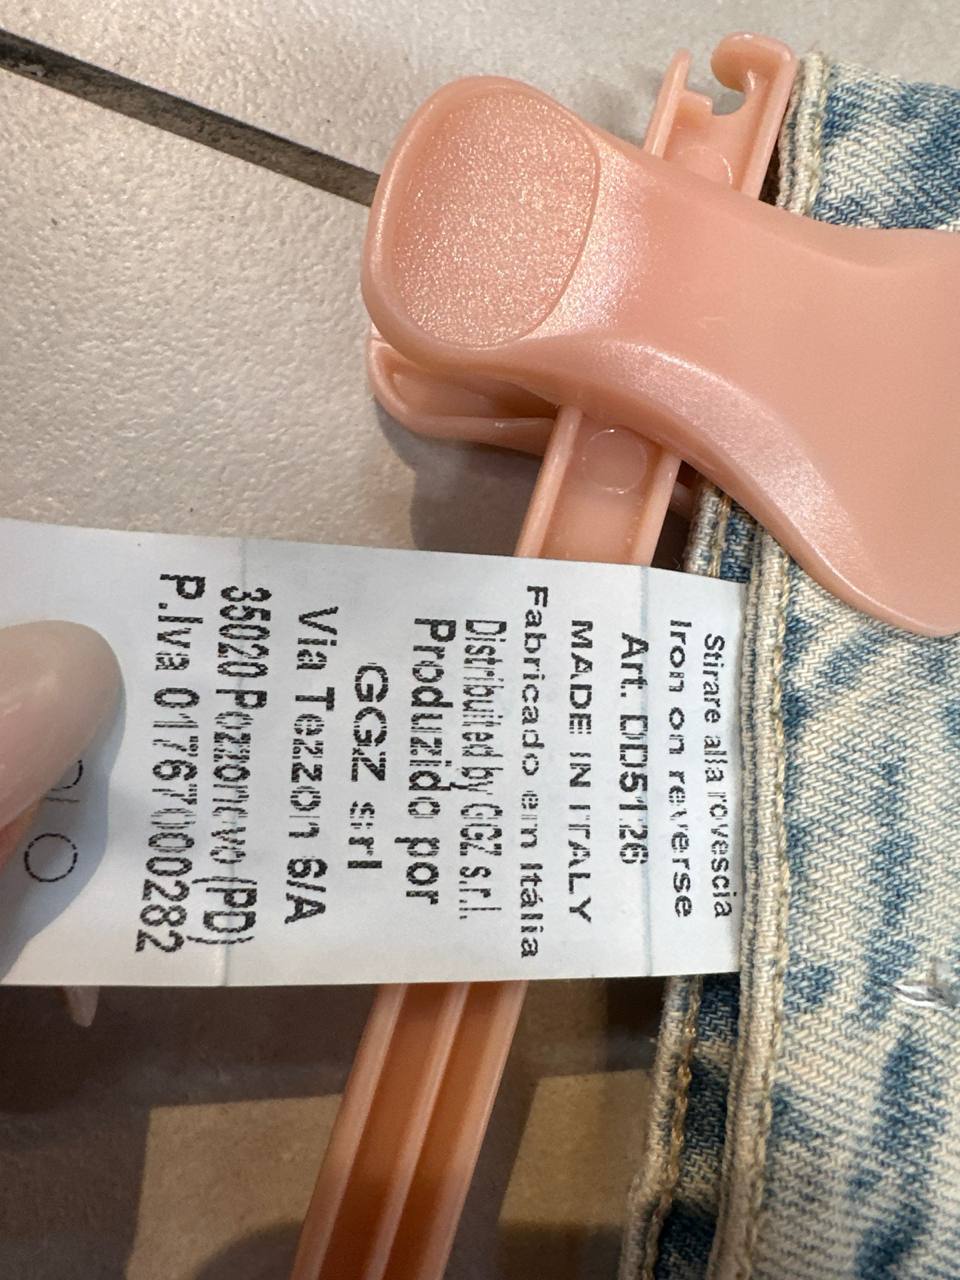 Stirare alla rovescia
Iron on reverse
Art. DD5126
MADE IN ITALY
Fabricado em Itália
Distribuited by GGZ s.r.l.
Produzido por
GGZ srl
Via Tezzon 6/A
35020 Pozzonovo (PD)
P.Iva 01767000282